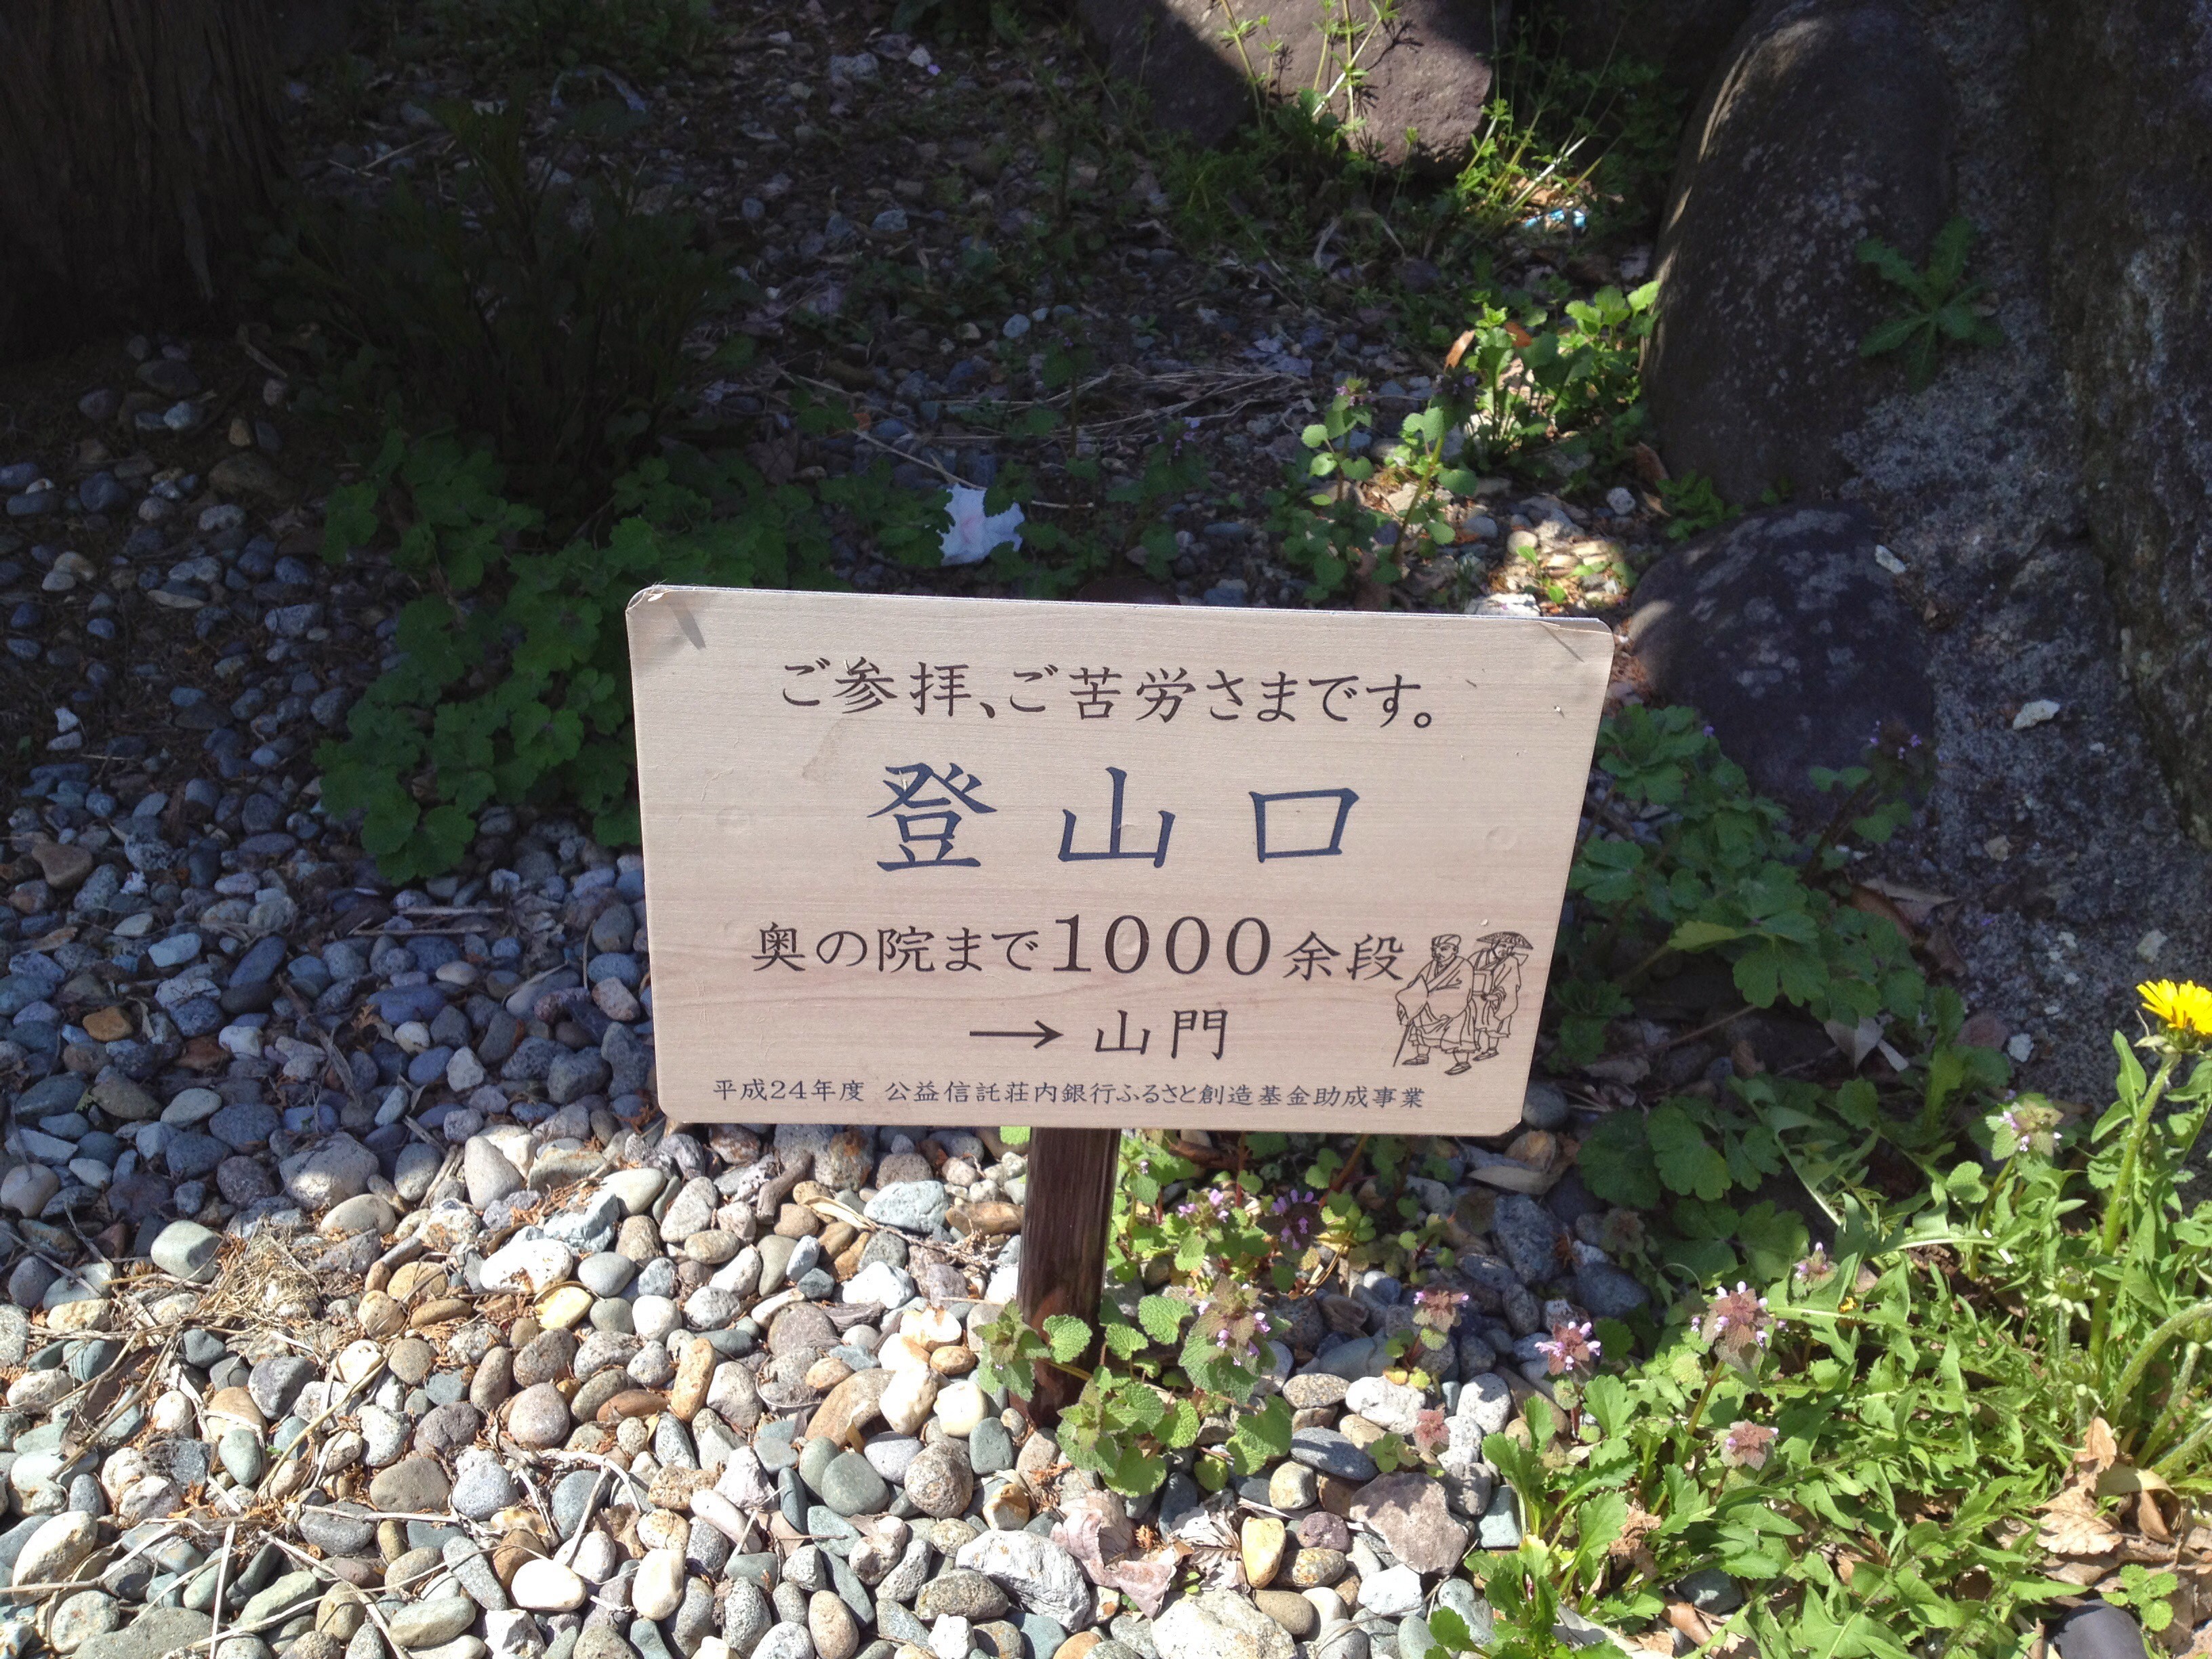 ご参拝、ご苦労さまです。
登山口
奥の院まで1000余段
→山門
平成24年度 公益信託荘内銀行ふるさと創造基金助成事業